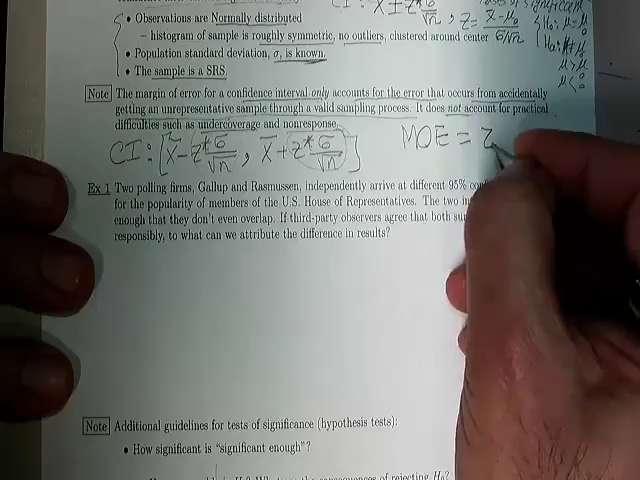 CI: x̄ ± z* σ/√n , z = x̄ - μ₀ / σ/√n
• Observations are Normally distributed
– histogram of sample is roughly symmetric, no outliers, clustered around center
• Population standard deviation, σ, is known.
• The sample is a SRS.
H₀: μ = μ₀
μ >
μ <
Note The margin of error for a confidence interval only accounts for the error that occurs from accidentally
getting an unrepresentative sample through a valid sampling process. It does not account for practical
difficulties such as undercoverage and nonresponse.
CI: [x̄ - z* σ/√n , x̄ + z* σ/√n ]
MOE = z
Ex 1 Two polling firms, Gallup and Rasmussen, independently arrive at different 95%
for the popularity of members of the U.S. House of Representatives. The two
enough that they don't even overlap. If third-party observers agree that both
responsibly, to what can we attribute the difference in results?
Note Additional guidelines for tests of significance (hypothesis tests):
• How significant is "significant enough"?
of rejecting H₀?